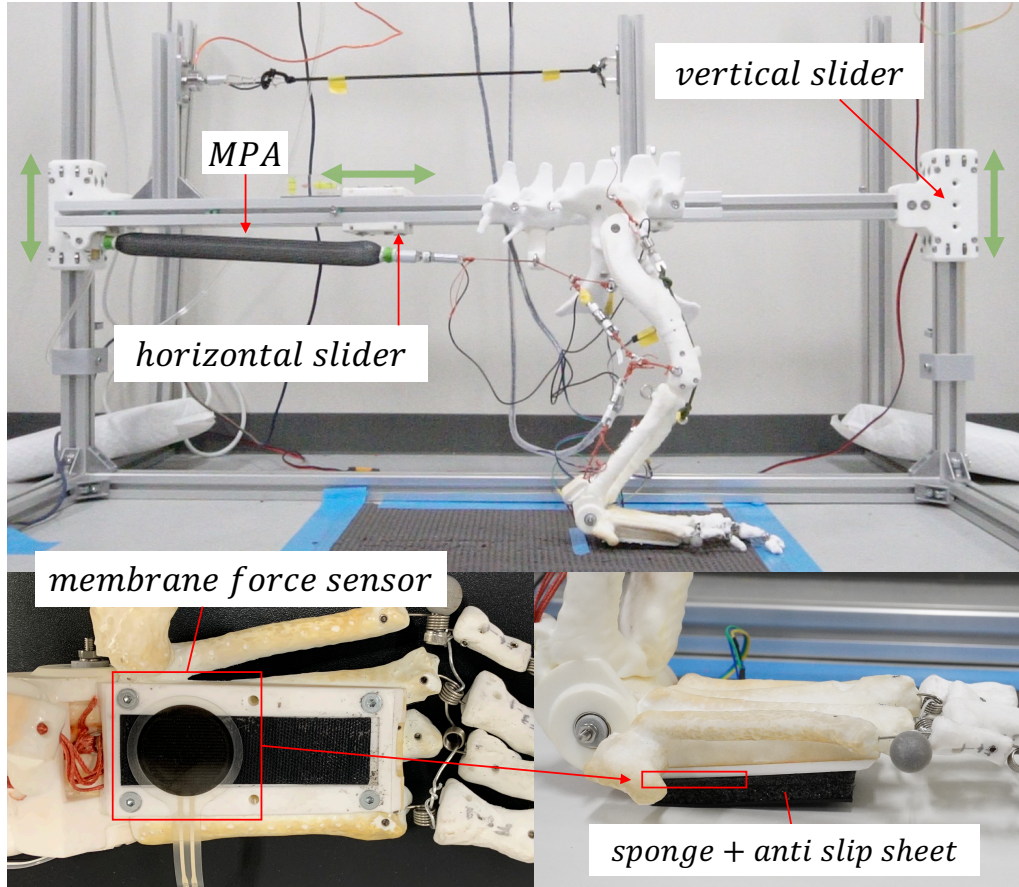 vertical slider
MPA
horizontal slider
membrane force sensor
sponge + anti slip sheet